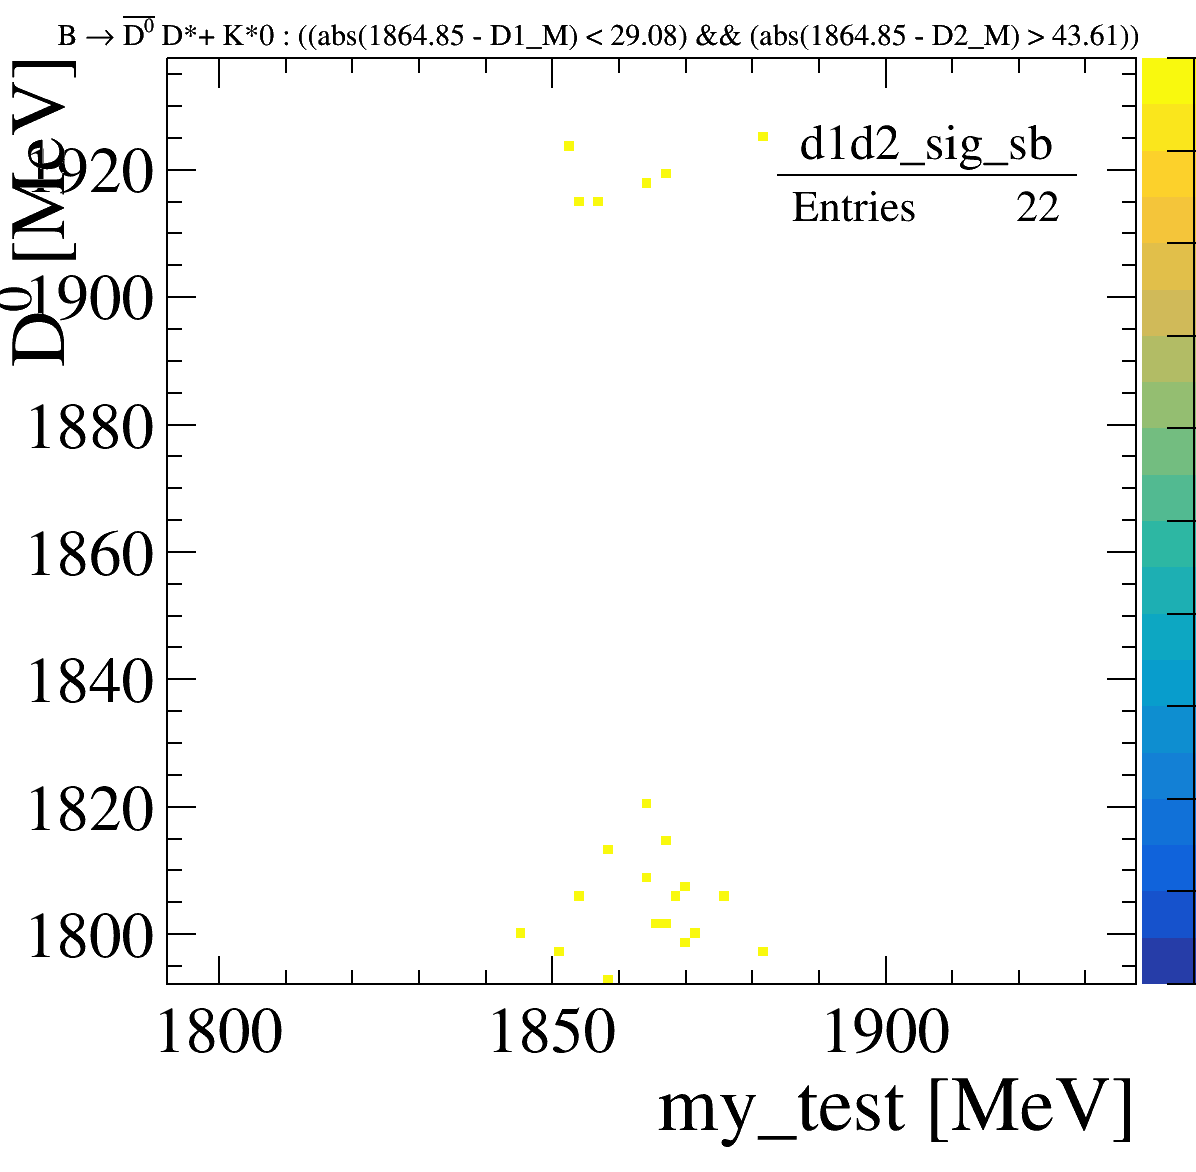 B → D̅⁰ D*+ K*0 : ((abs(1864.85 - D1_M) < 29.08) && (abs(1864.85 - D2_M) > 43.61))
D⁰ [MeV]
d1d2_sig_sb
Entries 22
1920
1900
1880
1860
1840
1820
1800
1800 1850 1900
my_test [MeV]